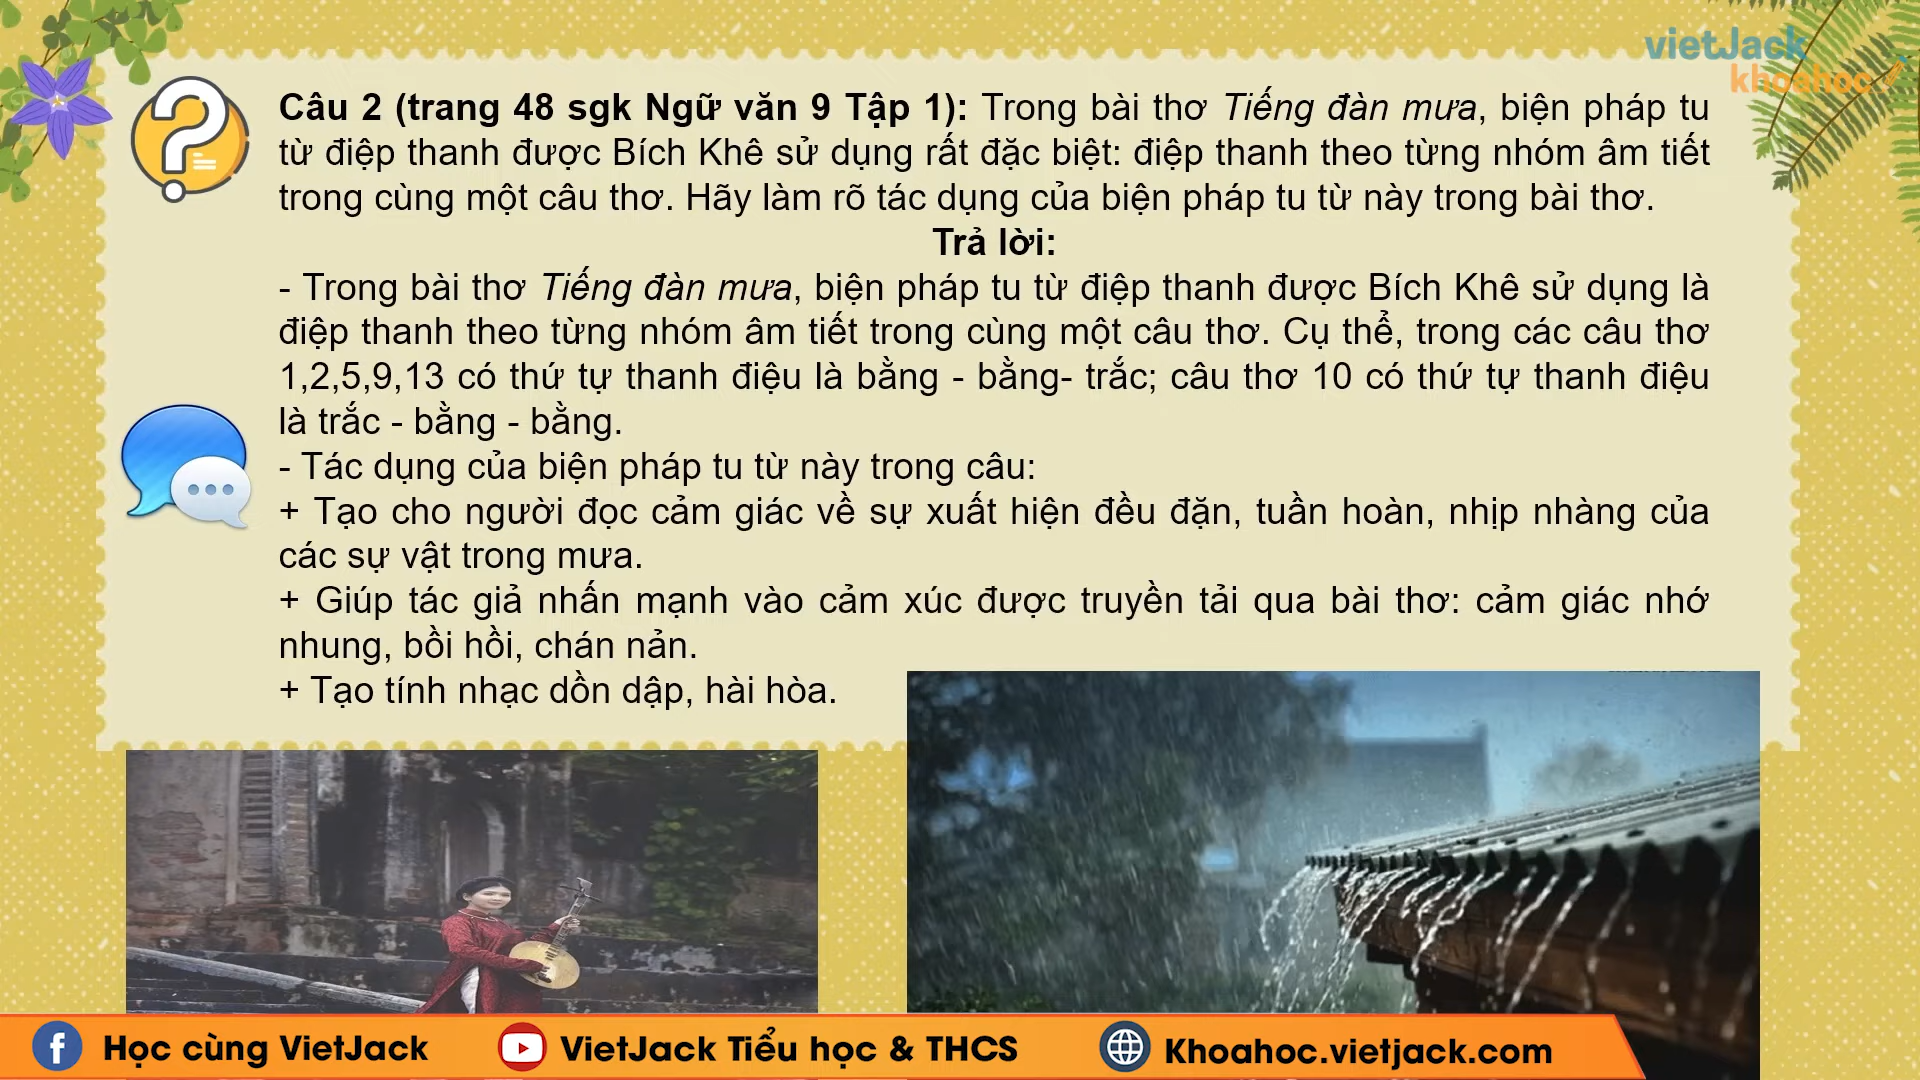 vietJack
khoahoc
Câu 2 (trang 48 sgk Ngữ văn 9 Tập 1): Trong bài thơ Tiếng đàn mưa, biện pháp tu
từ điệp thanh được Bích Khê sử dụng rất đặc biệt: điệp thanh theo từng nhóm âm tiết
trong cùng một câu thơ. Hãy làm rõ tác dụng của biện pháp tu từ này trong bài thơ.
Trả lời:
- Trong bài thơ Tiếng đàn mưa, biện pháp tu từ điệp thanh được Bích Khê sử dụng là
điệp thanh theo từng nhóm âm tiết trong cùng một câu thơ. Cụ thể, trong các câu thơ
1,2,5,9,13 có thứ tự thanh điệu là bằng - bằng- trắc; câu thơ 10 có thứ tự thanh điệu
là trắc - bằng - bằng.
- Tác dụng của biện pháp tu từ này trong câu:
+ Tạo cho người đọc cảm giác về sự xuất hiện đều đặn, tuần hoàn, nhịp nhàng của
các sự vật trong mưa.
+ Giúp tác giả nhấn mạnh vào cảm xúc được truyền tải qua bài thơ: cảm giác nhớ
nhung, bồi hồi, chán nản.
+ Tạo tính nhạc dồn dập, hài hòa.
Học cùng VietJack
VietJack Tiểu học & THCS
Khoahoc.vietjack.com